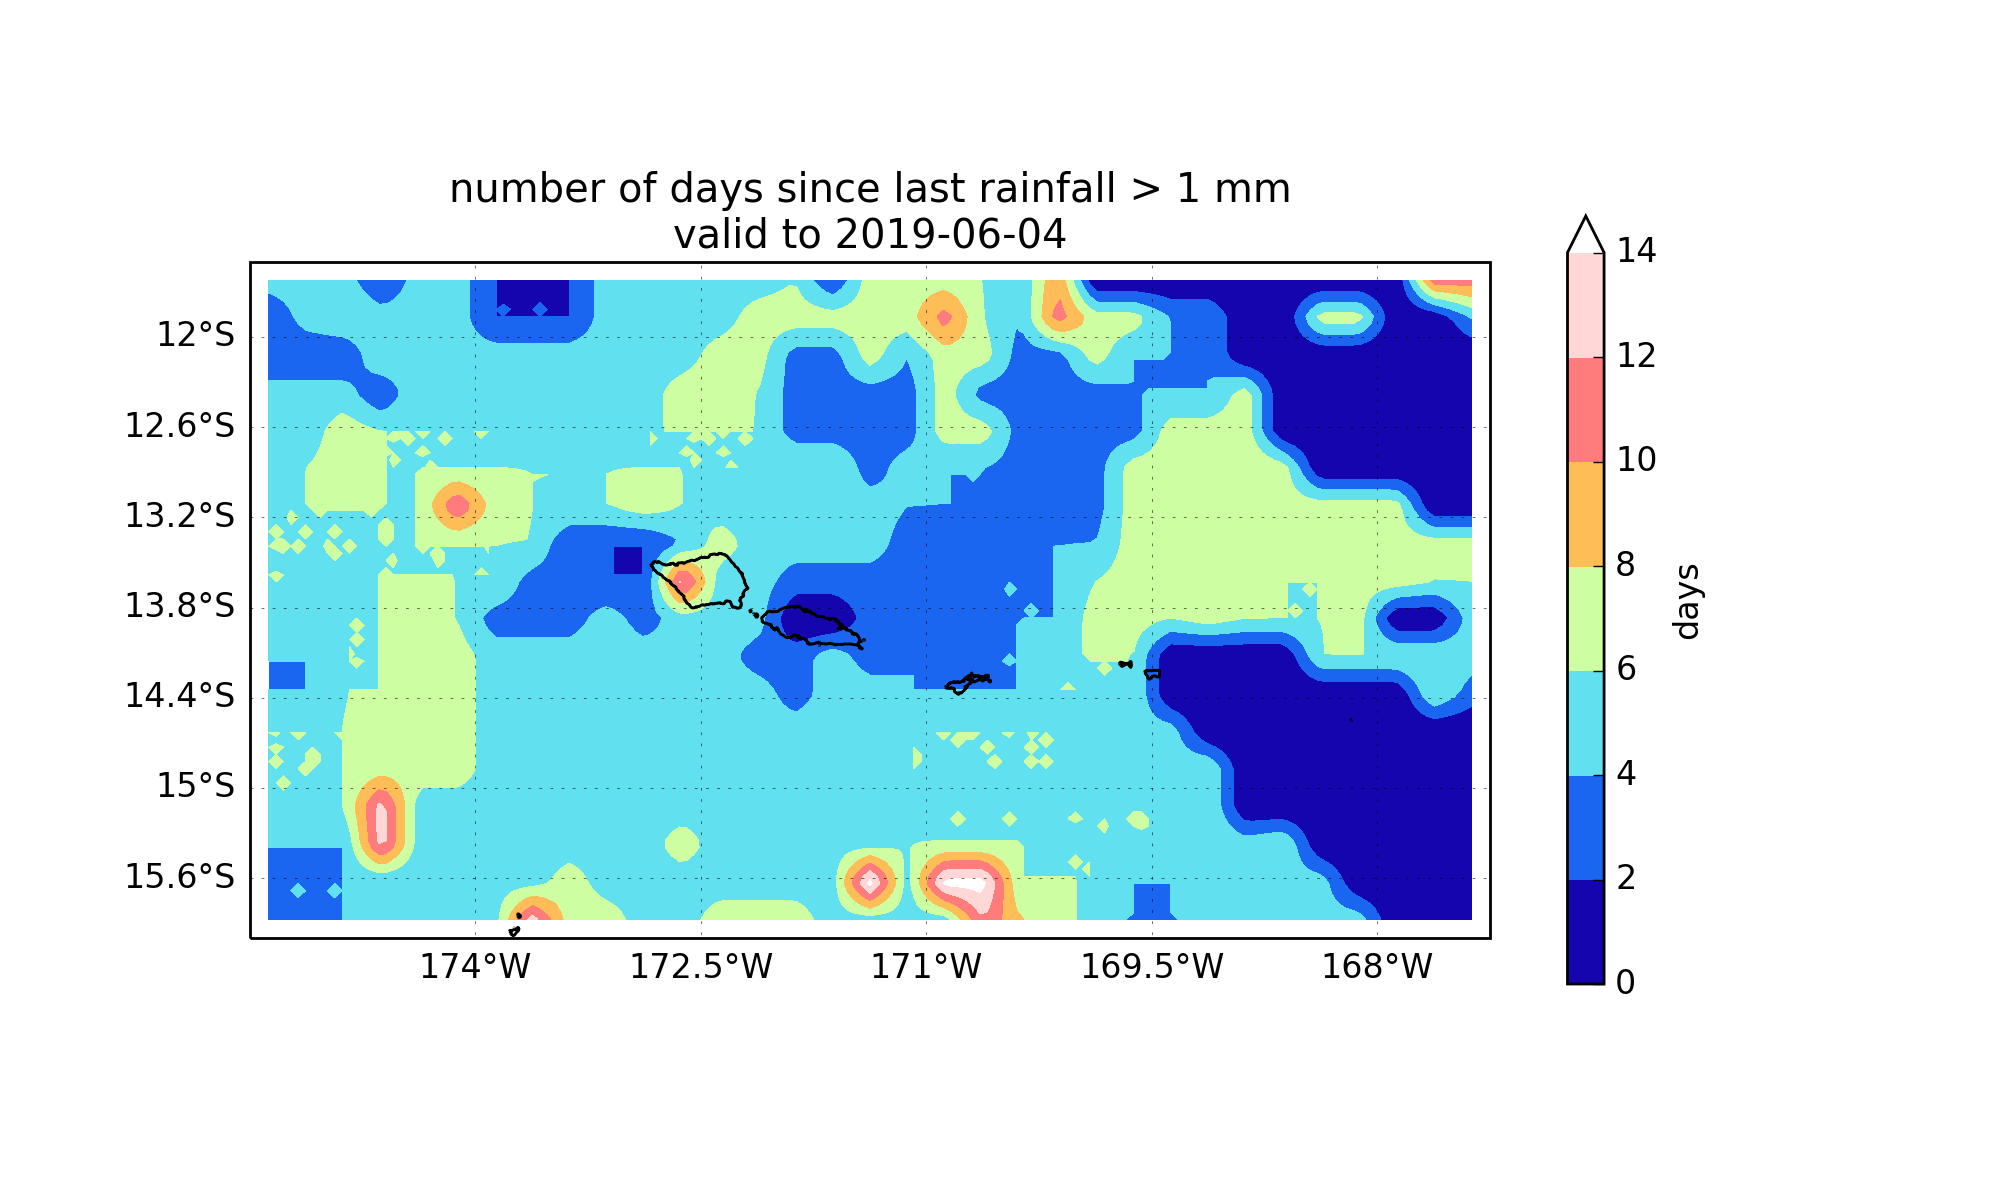 number of days since last rainfall > 1 mm
valid to 2019-06-04
12°S
12.6°S
13.2°S
13.8°S
14.4°S
15°S
15.6°S
174°W
172.5°W
171°W
169.5°W
168°W
14
12
10
8
6
4
2
0
days